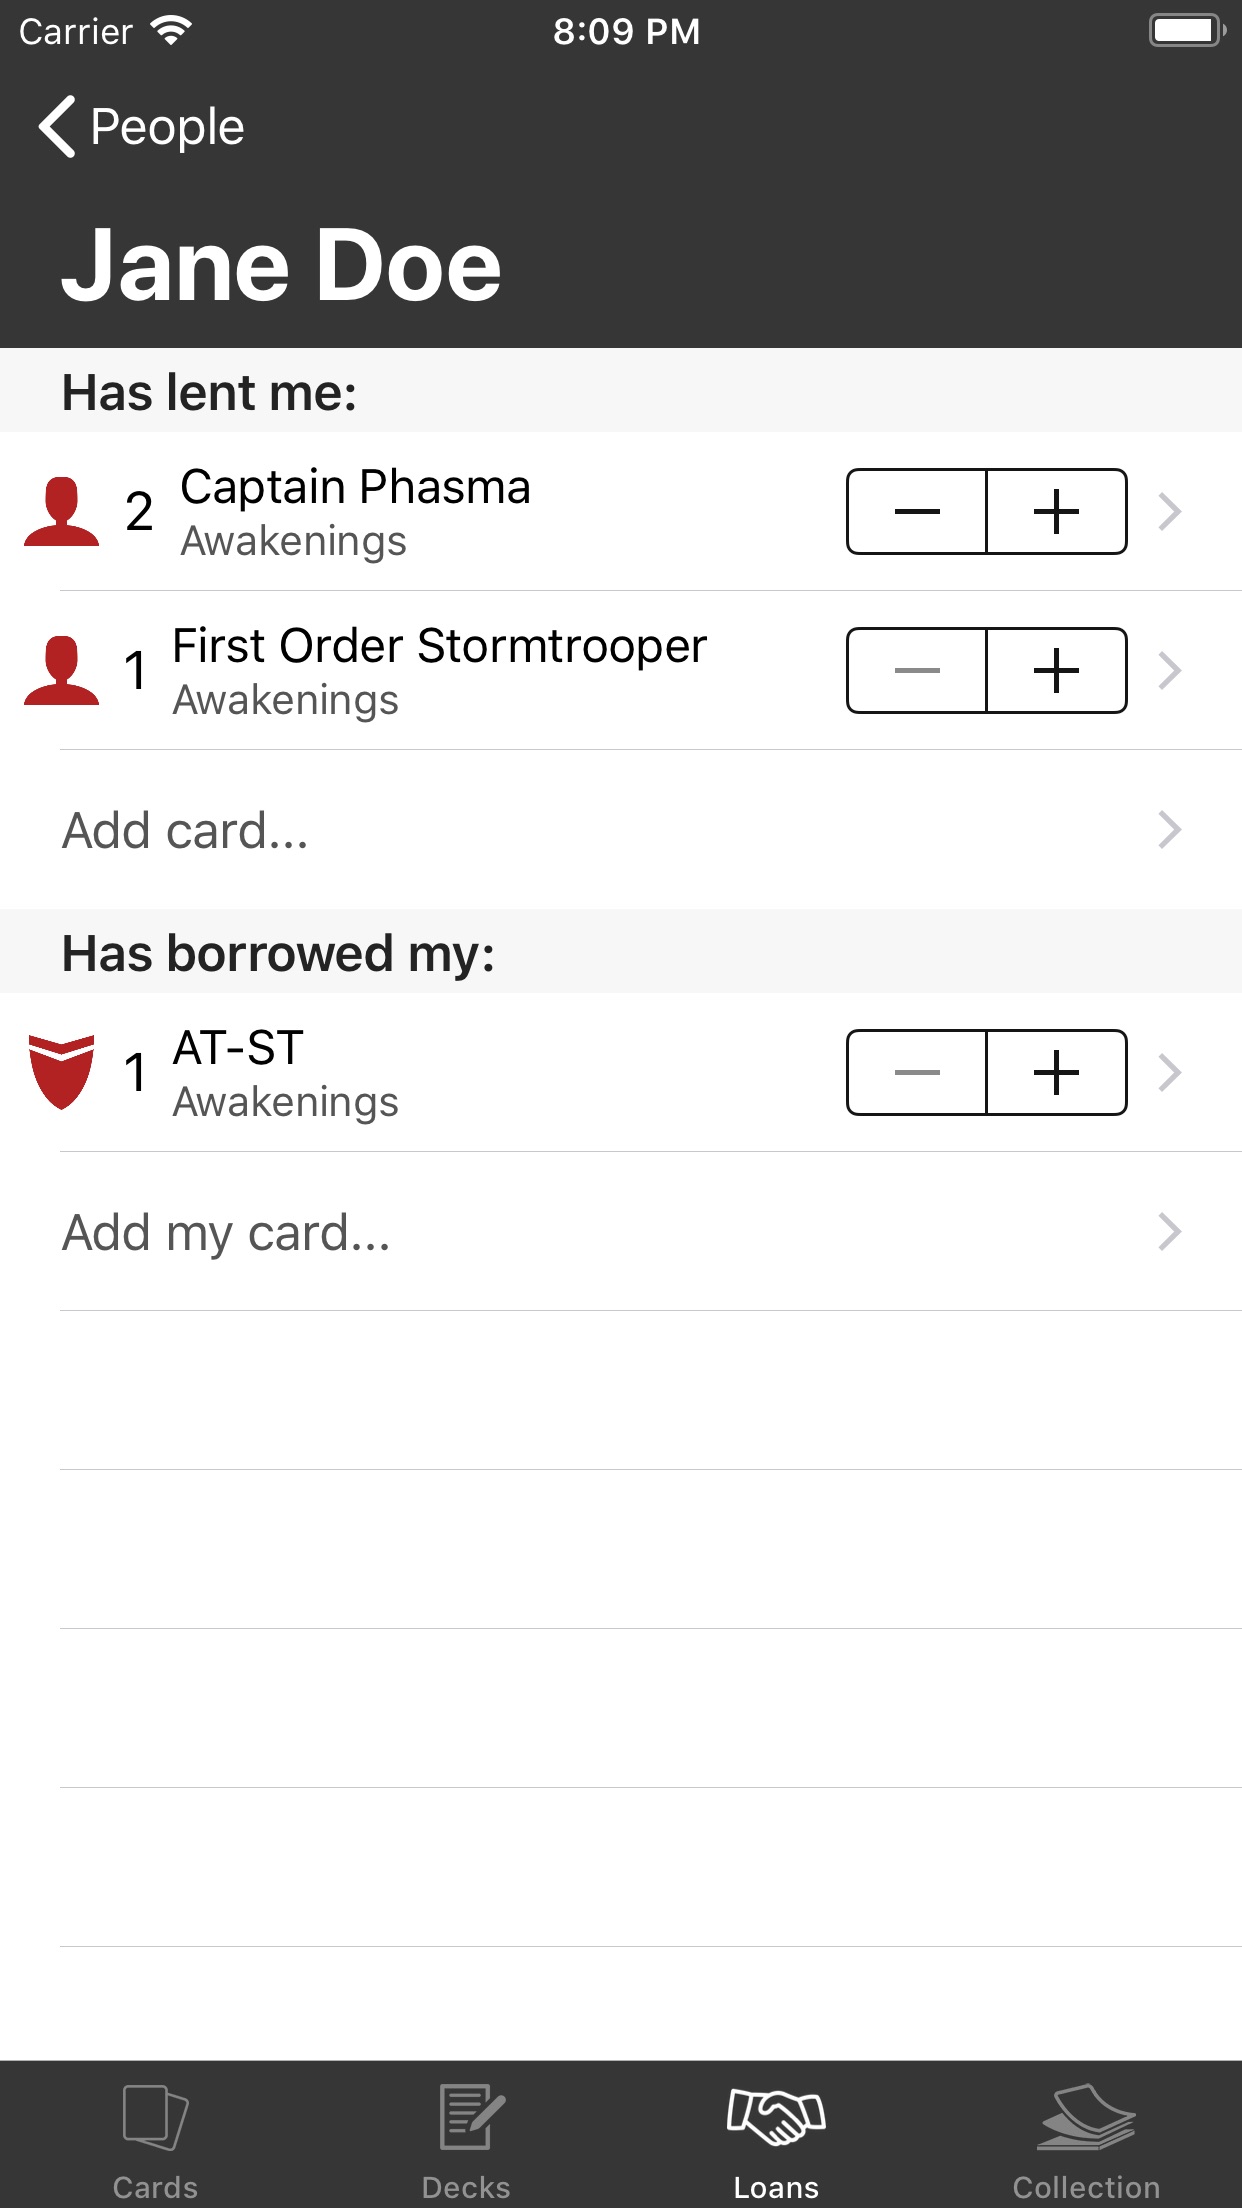 Carrier 8:09 PM
People
Jane Doe
Has lent me:
2 Captain Phasma
Awakenings
1 First Order Stormtrooper
Awakenings
Add card...
Has borrowed my:
1 AT-ST
Awakenings
Add my card...
Cards Decks Loans Collection